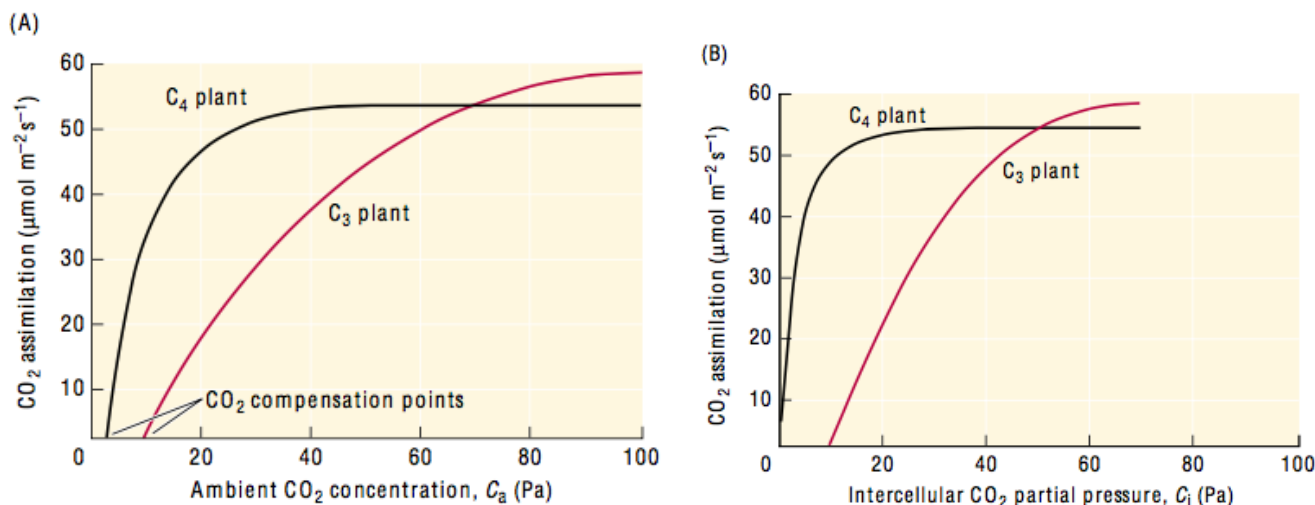 (A)
60
50
40
30
20
10
CO₂ assimilation (µmol m⁻² s⁻¹)
C₄ plant
C₃ plant
CO₂ compensation points
0 20 40 60 80 100
Ambient CO₂ concentration, Cₐ (Pa)
(B)
60
50
40
30
20
10
CO₂ assimilation (µmol m⁻² s⁻¹)
C₄ plant
C₃ plant
0 20 40 60 80 100
Intercellular CO₂ partial pressure, Cᵢ (Pa)